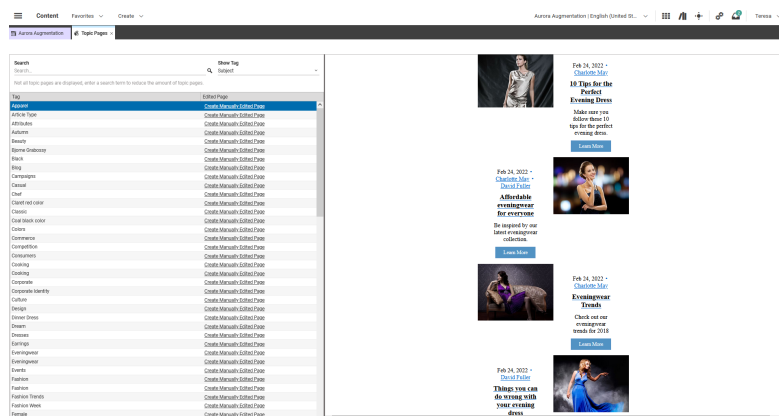 Content Favorites Create Aurora Augmentation | English (United St... Teresa
Aurora Augmentation Topic Pages ×
Search Show Tag
Search... Subject
Not all topic pages are displayed, enter a search term to reduce the amount of topic pages.
Tag Edited Page
Apparel Create Manually Edited Page
Article Type Create Manually Edited Page
Attributes Create Manually Edited Page
Autumn Create Manually Edited Page
Beauty Create Manually Edited Page
Bjorne Grabossy Create Manually Edited Page
Black Create Manually Edited Page
Blog Create Manually Edited Page
Campaigns Create Manually Edited Page
Casual Create Manually Edited Page
Chef Create Manually Edited Page
Claret red color Create Manually Edited Page
Classic Create Manually Edited Page
Coal black color Create Manually Edited Page
Colors Create Manually Edited Page
Commerce Create Manually Edited Page
Competition Create Manually Edited Page
Consumers Create Manually Edited Page
Cooking Create Manually Edited Page
Cooking Create Manually Edited Page
Corporate Create Manually Edited Page
Corporate Identity Create Manually Edited Page
Culture Create Manually Edited Page
Design Create Manually Edited Page
Dinner Dress Create Manually Edited Page
Dream Create Manually Edited Page
Dresses Create Manually Edited Page
Earrings Create Manually Edited Page
Eveningwear Create Manually Edited Page
Eveningwear Create Manually Edited Page
Events Create Manually Edited Page
Fashion Create Manually Edited Page
Fashion Create Manually Edited Page
Fashion Trends Create Manually Edited Page
Fashion Week Create Manually Edited Page
Female Create Manually Edited Page
Feb 24, 2022 •
Charlotte May
10 Tips for the
Perfect
Evening Dress
Make sure you
follow these 10
tips for the perfect
evening dress.
Learn More
Feb 24, 2022 •
Charlotte May •
David Fuller
Affordable
eveningwear
for everyone
Be inspired by our
latest eveningwear
collection.
Learn More
Feb 24, 2022 •
Charlotte May
Eveningwear
Trends
Check out our
eveningwear
trends for 2018
Learn More
Feb 24, 2022 •
David Fuller
Things you can
do wrong with
your evening
dress